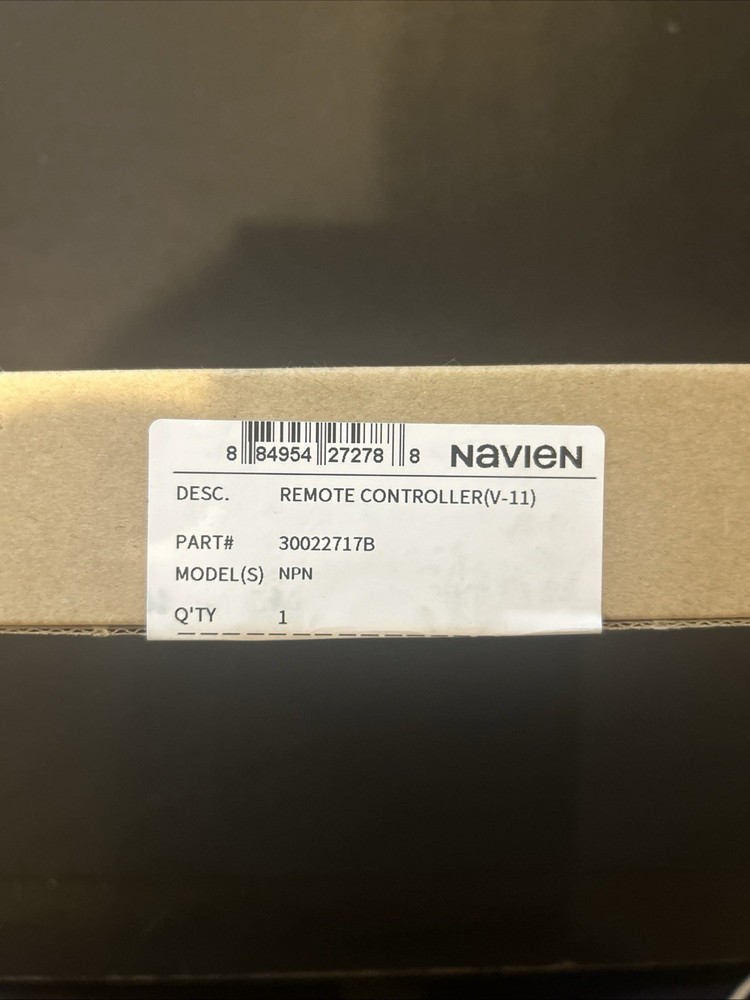 8 84954 27278 8 Navien
DESC. REMOTE CONTROLLER(V-11)
PART# 30022717B
MODEL(S) NPN
Q'TY 1